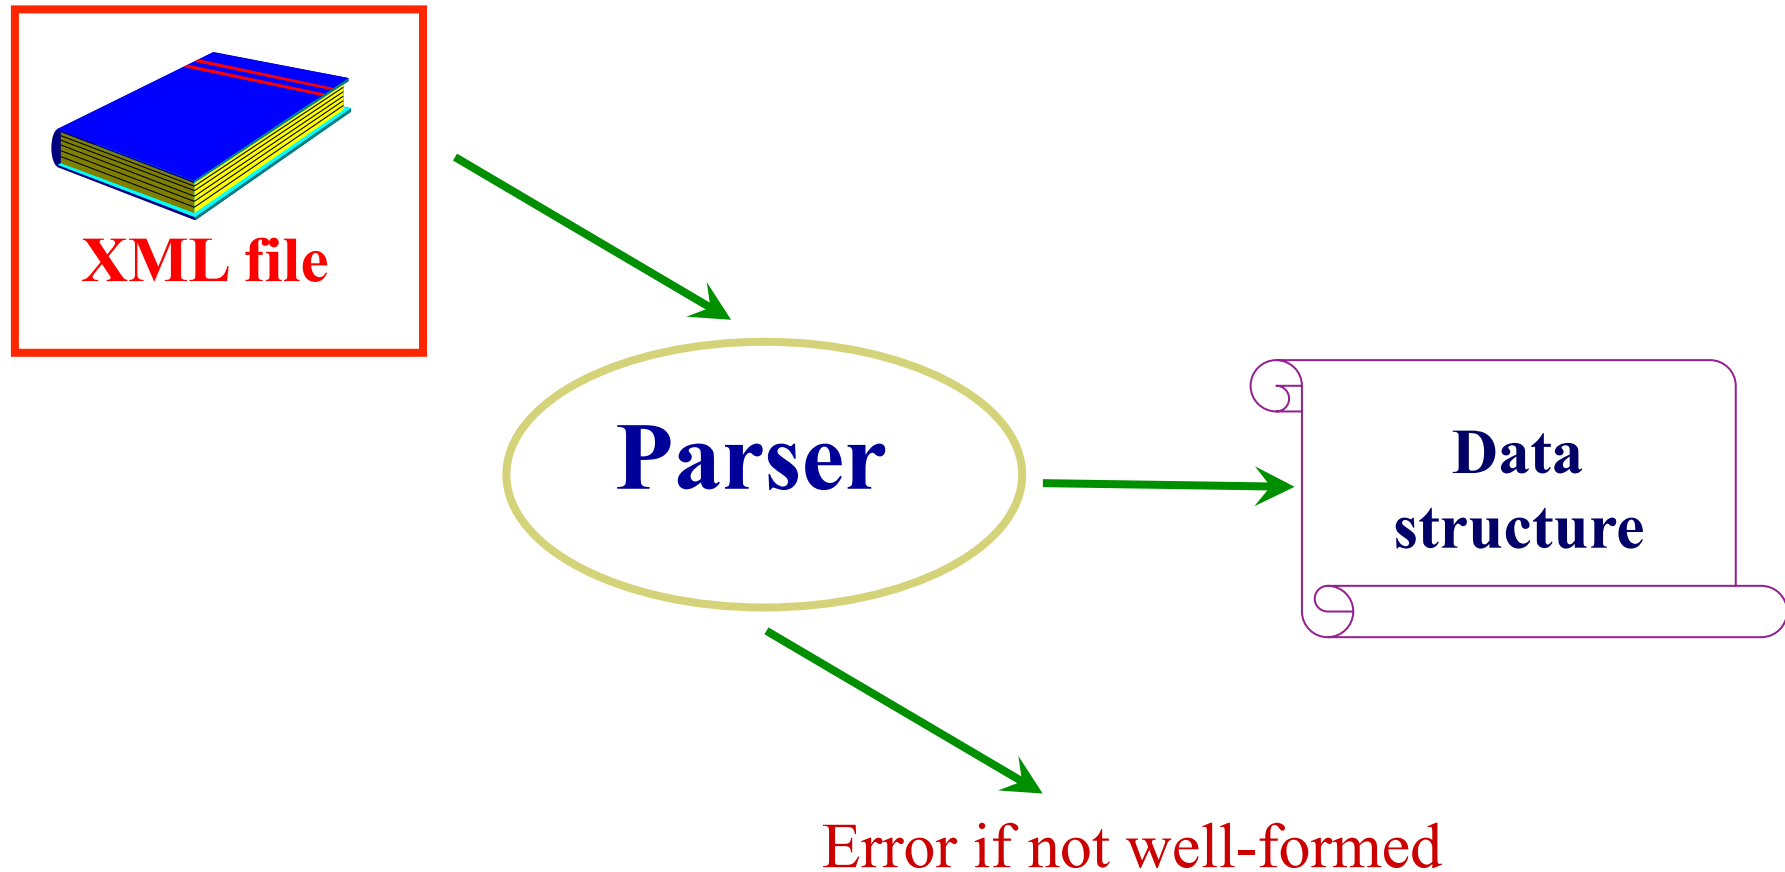 XML file
Parser
Data
structure
Error if not well-formed